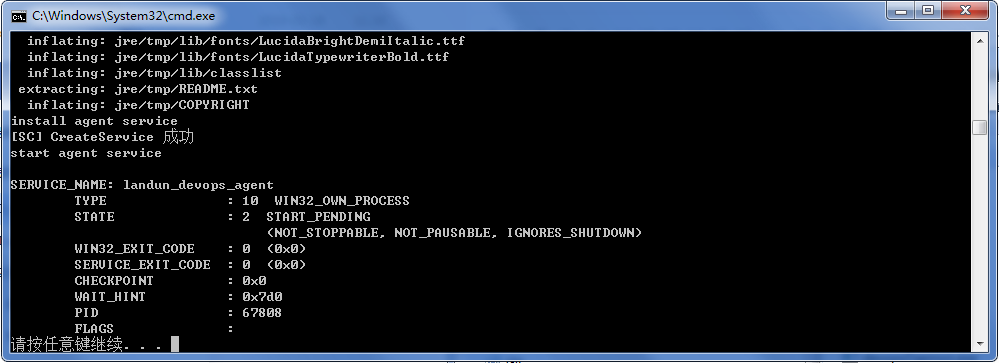 C:\Windows\System32\cmd.exe
inflating: jre/tmp/lib/fonts/LucidaBrightDemiItalic.ttf
inflating: jre/tmp/lib/fonts/LucidaTypewriterBold.ttf
inflating: jre/tmp/lib/classlist
extracting: jre/tmp/README.txt
inflating: jre/tmp/COPYRIGHT
install agent service
[SC] CreateService 成功
start agent service
SERVICE_NAME: landun_devops_agent
TYPE : 10 WIN32_OWN_PROCESS
STATE : 2 START_PENDING
(NOT_STOPPABLE, NOT_PAUSABLE, IGNORES_SHUTDOWN)
WIN32_EXIT_CODE : 0 (0x0)
SERVICE_EXIT_CODE : 0 (0x0)
CHECKPOINT : 0x0
WAIT_HINT : 0x7d0
PID : 67808
FLAGS :
请按任意键继续. . .